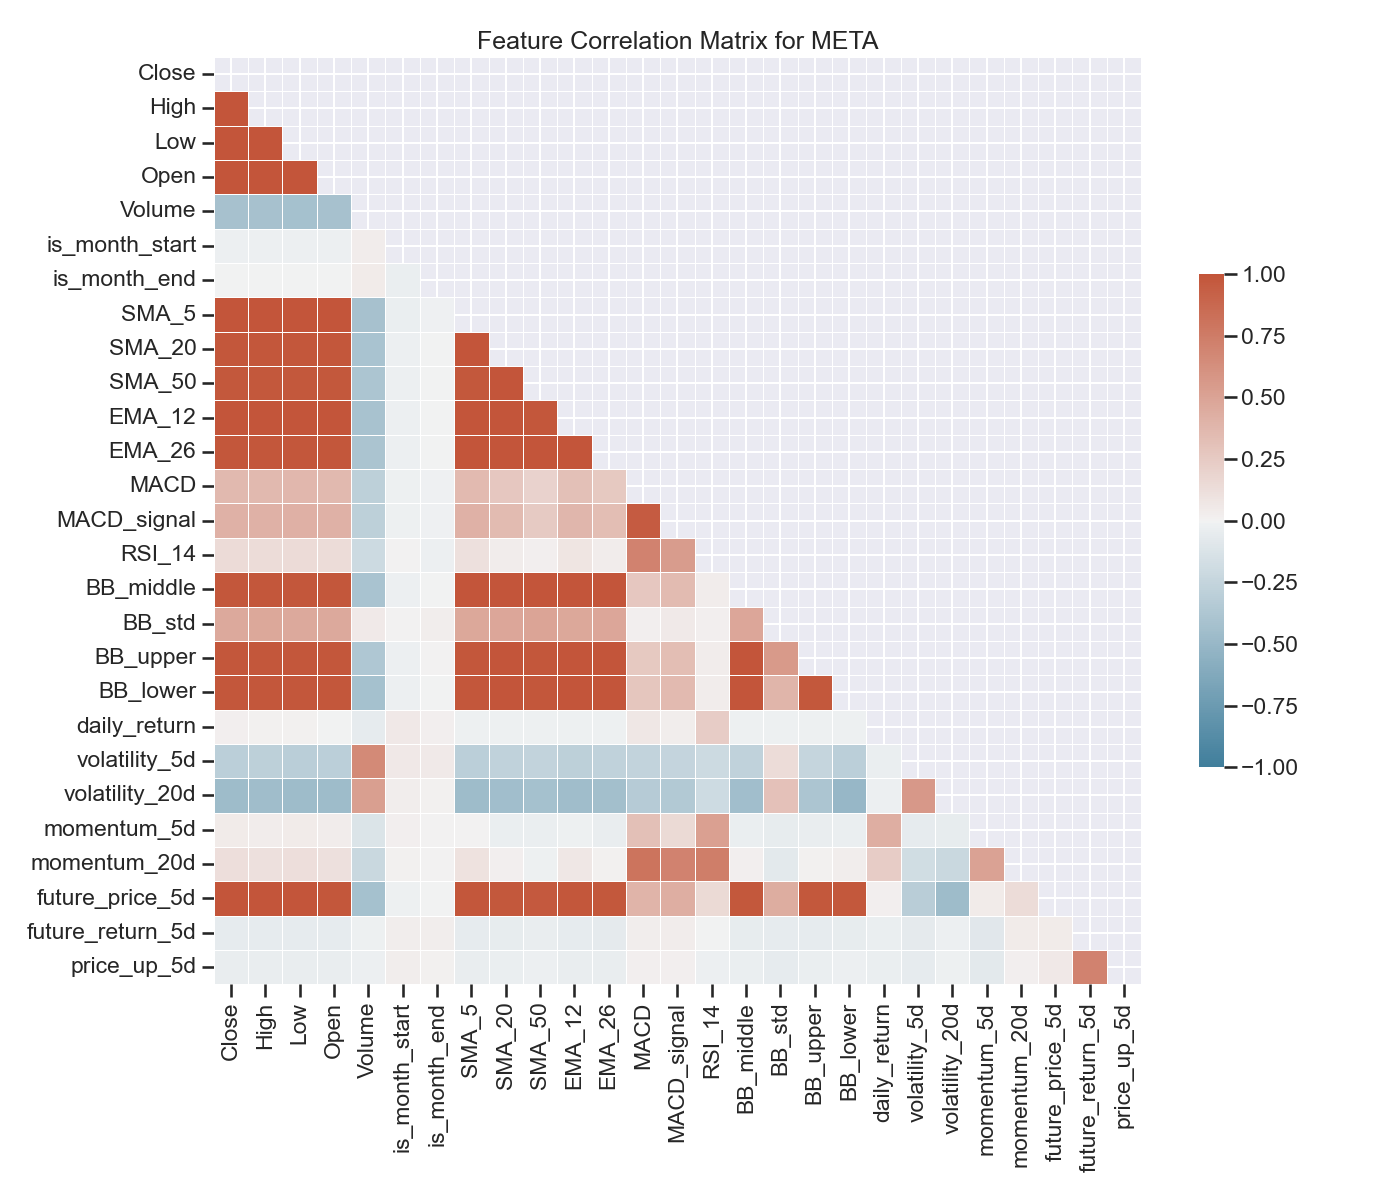 Feature Correlation Matrix for META
Close
High
Low
Open
Volume
is_month_start
is_month_end
SMA_5
SMA_20
SMA_50
EMA_12
EMA_26
MACD
MACD_signal
RSI_14
BB_middle
BB_std
BB_upper
BB_lower
daily_return
volatility_5d
volatility_20d
momentum_5d
momentum_20d
future_price_5d
future_return_5d
price_up_5d
Close
High
Low
Open
Volume
is_month_start
is_month_end
SMA_5
SMA_20
SMA_50
EMA_12
EMA_26
MACD
MACD_signal
RSI_14
BB_middle
BB_std
BB_upper
BB_lower
daily_return
volatility_5d
volatility_20d
momentum_5d
momentum_20d
future_price_5d
future_return_5d
price_up_5d
1.00
0.75
0.50
0.25
0.00
−0.25
−0.50
−0.75
−1.00